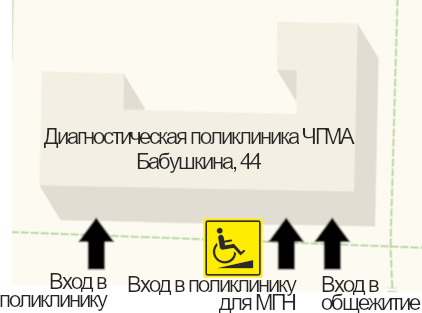 Диагностическая поликлиника ЧГМА
Бабушкина, 44
Вход в
поликлинику
Вход в поликлинику
для МГН
Вход в
общежитие